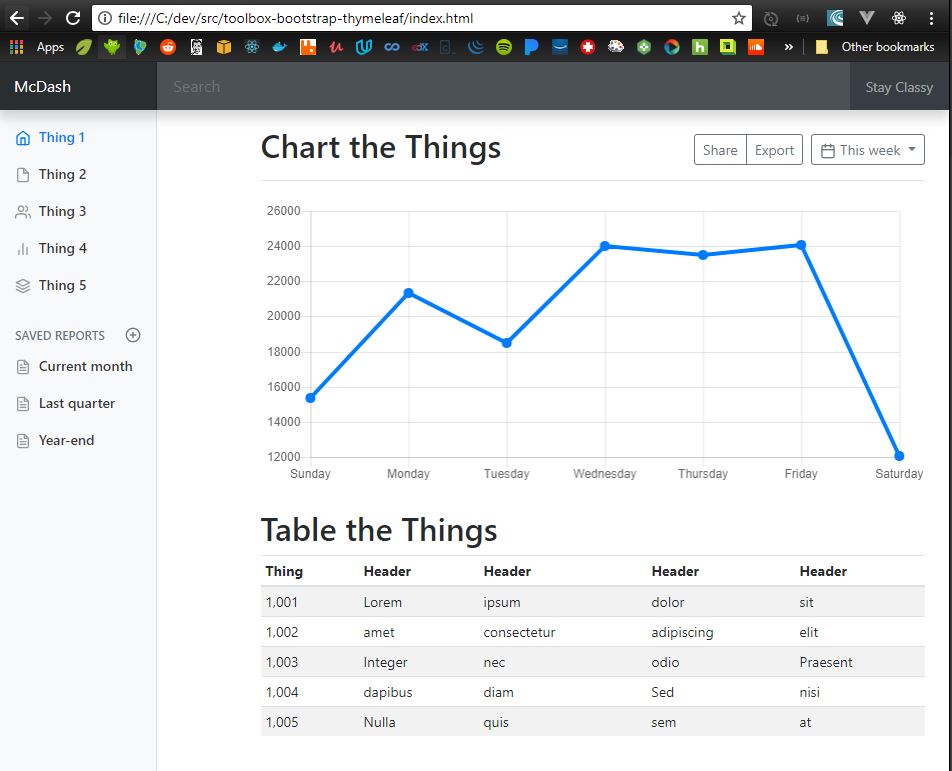 file:///C:/dev/src/toolbox-bootstrap-thymeleaf/index.html
Apps » Other bookmarks
McDash Search Stay Classy
Thing 1
Thing 2
Thing 3
Thing 4
Thing 5
SAVED REPORTS
Current month
Last quarter
Year-end
Chart the Things Share Export This week
26000
24000
22000
20000
18000
16000
14000
12000
Sunday Monday Tuesday Wednesday Thursday Friday Saturday
Table the Things
Thing Header Header Header Header
1,001 Lorem ipsum dolor sit
1,002 amet consectetur adipiscing elit
1,003 Integer nec odio Praesent
1,004 dapibus diam Sed nisi
1,005 Nulla quis sem at